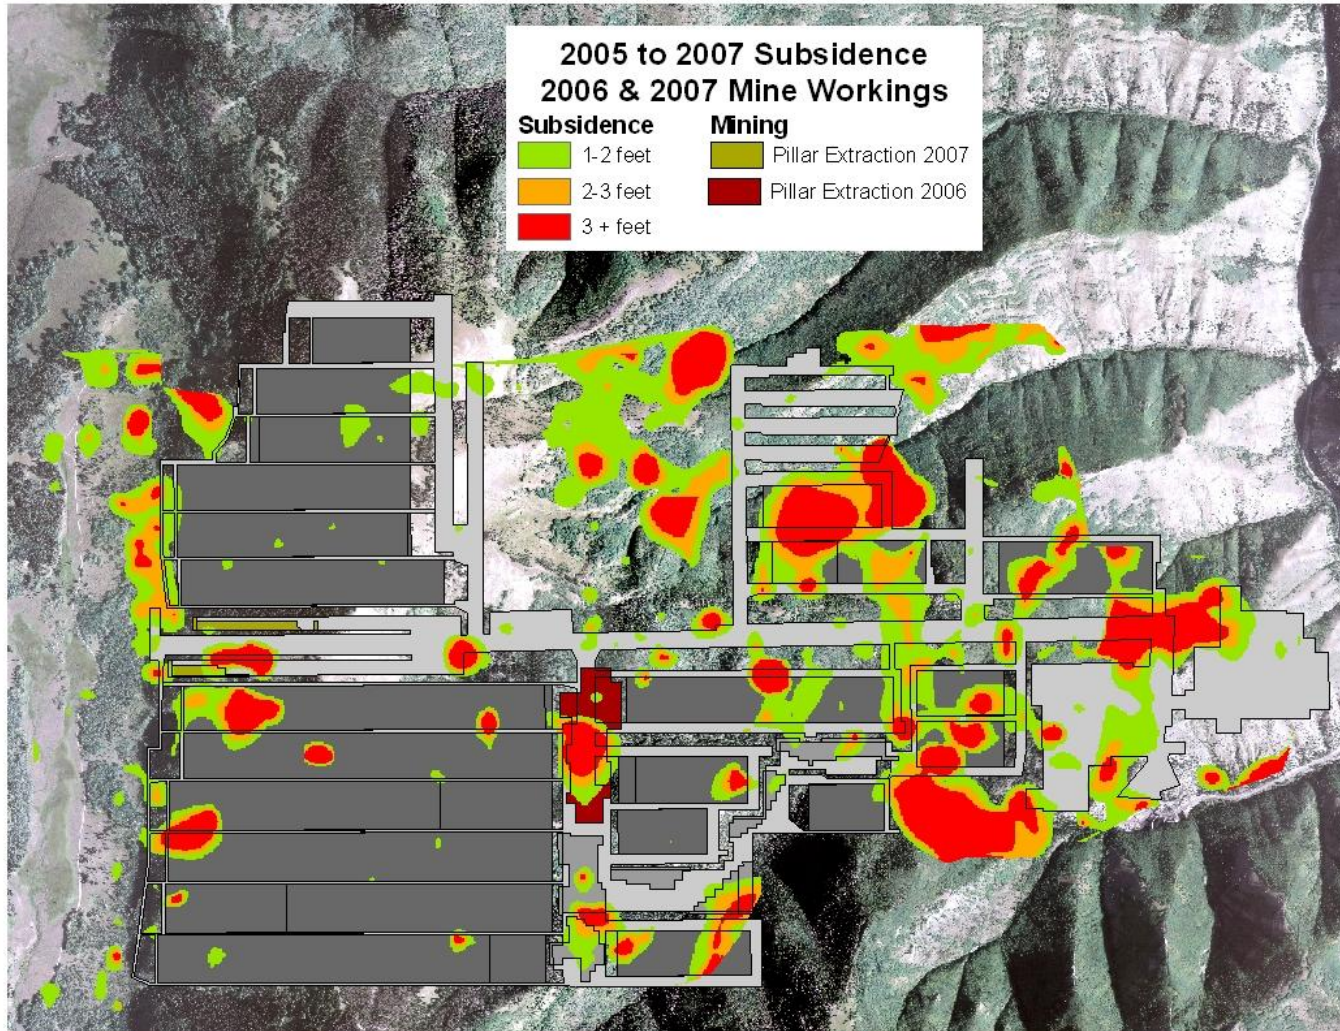 2005 to 2007 Subsidence
2006 & 2007 Mine Workings
Subsidence
Mining
1-2 feet
Pillar Extraction 2007
2-3 feet
Pillar Extraction 2006
3 + feet